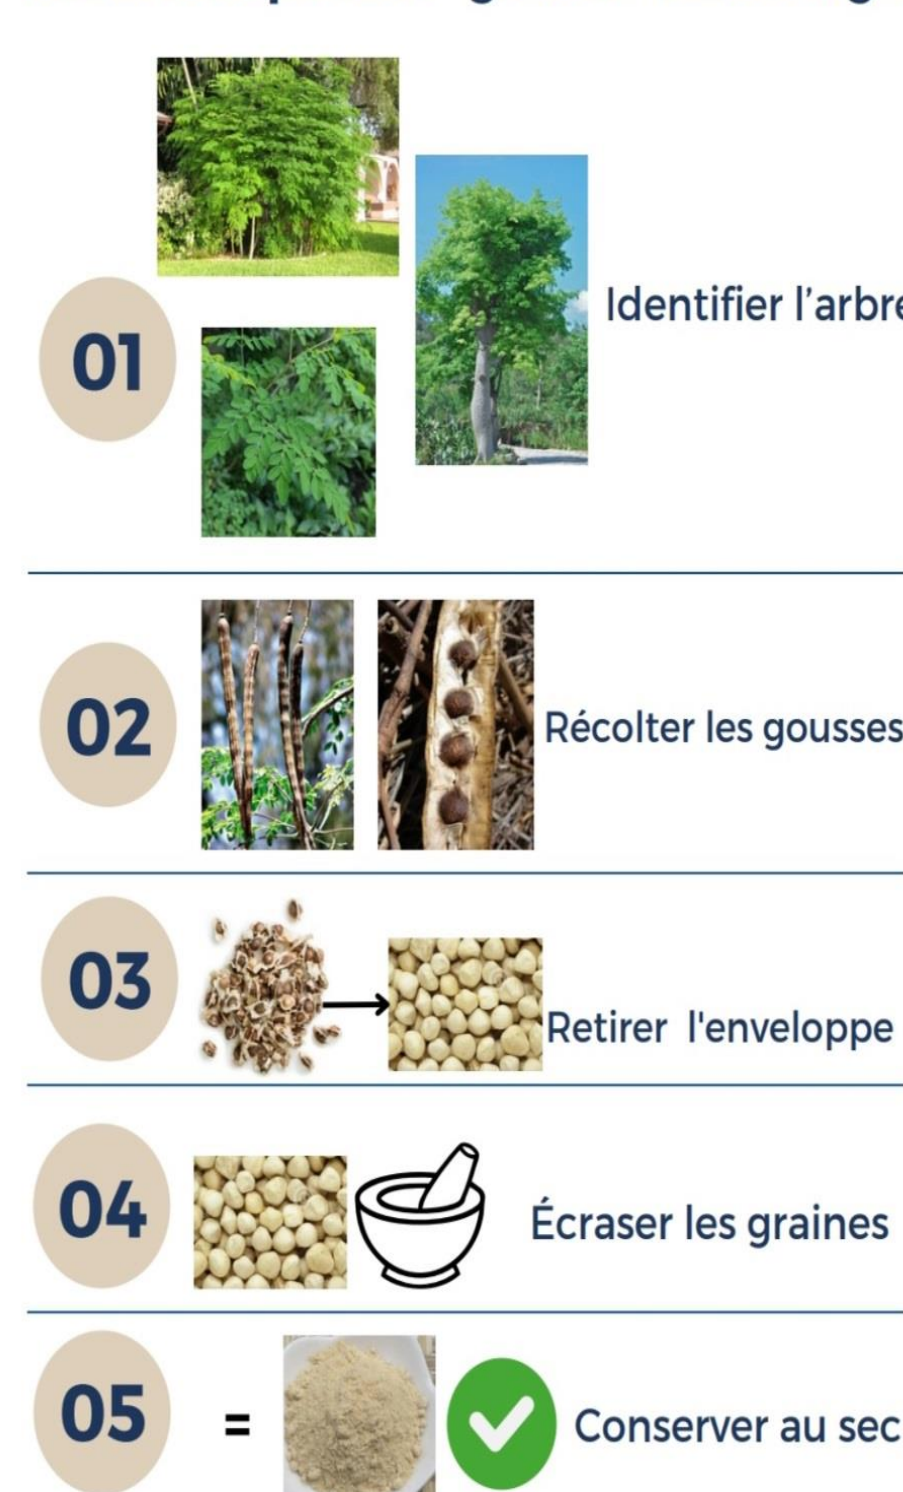 01
Identifier l'arbre
02
Récolter les gousses
03
Retirer l'enveloppe
04
Écraser les graines
05
=
Conserver au sec